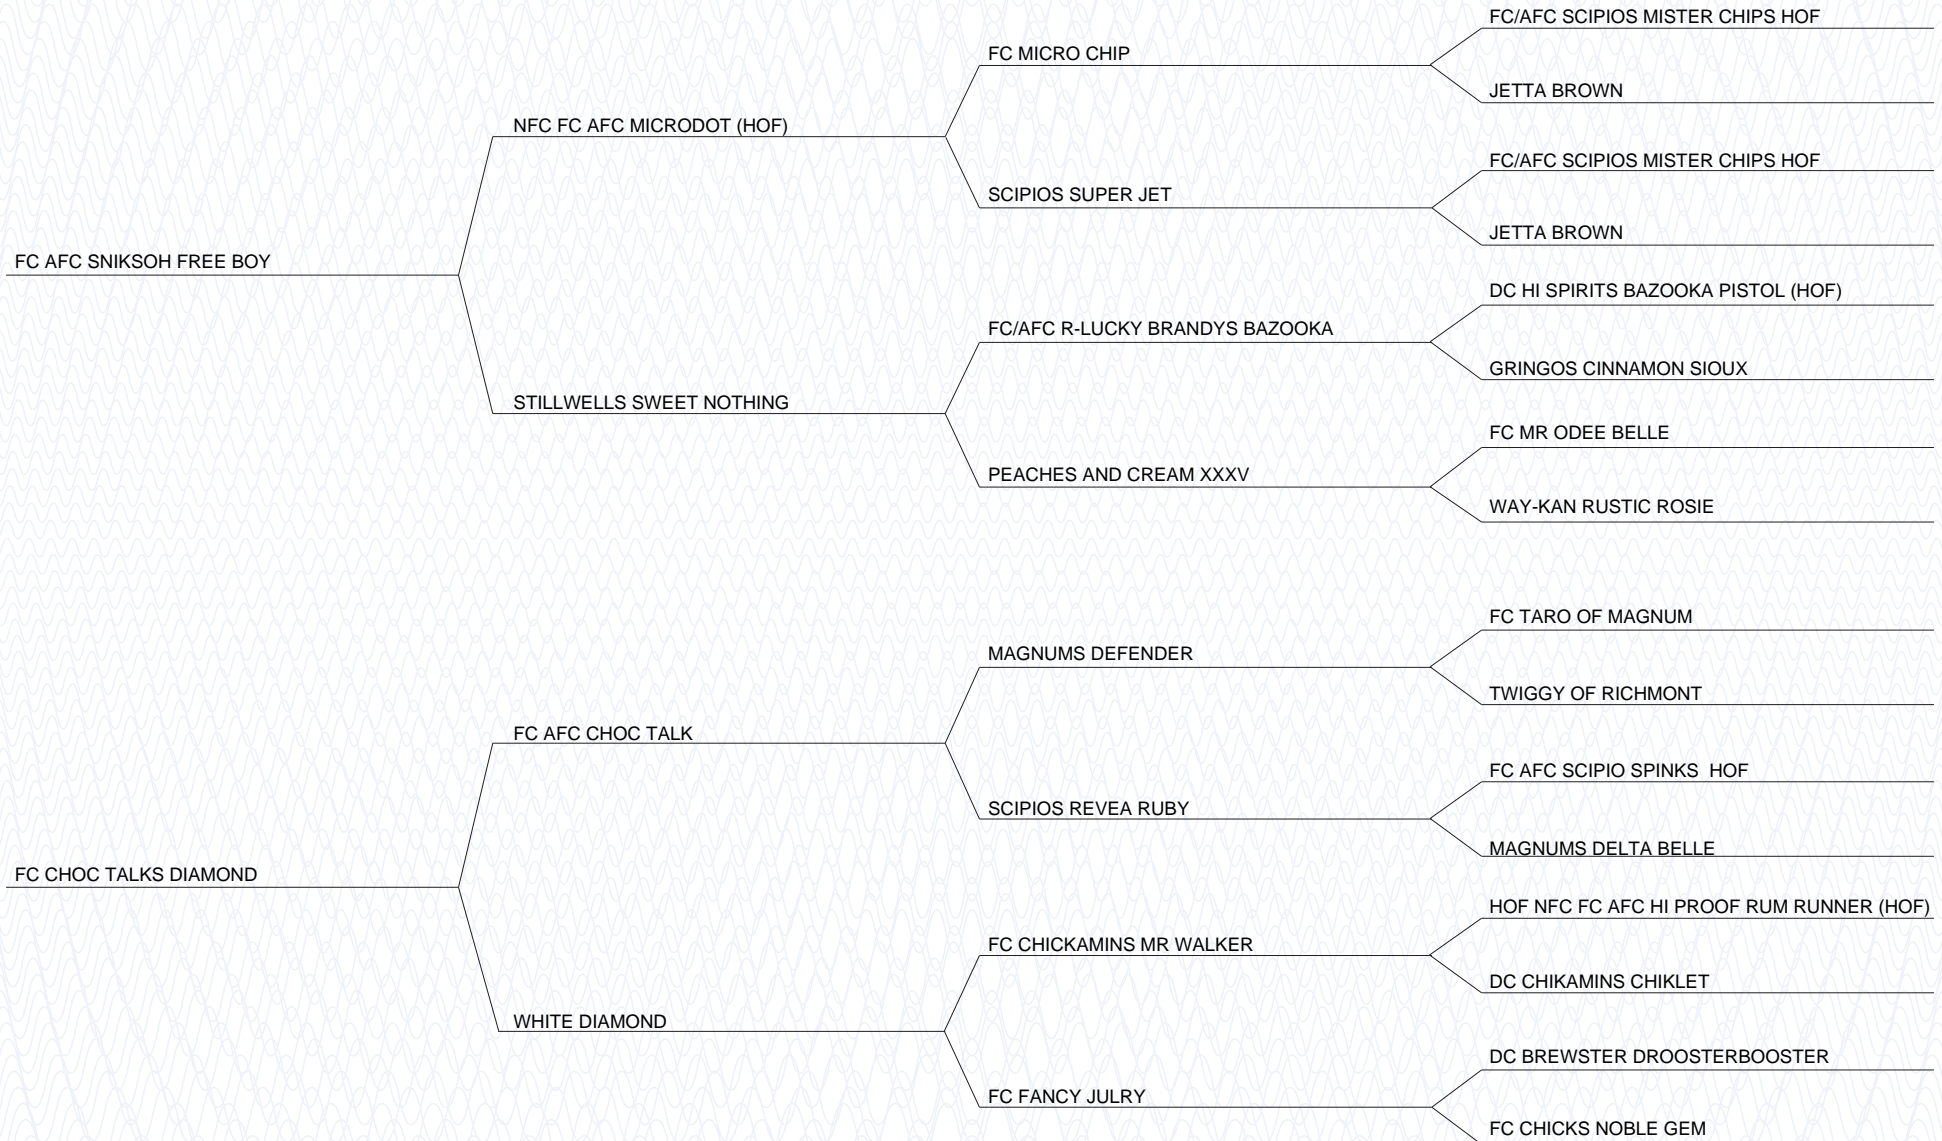 FC/AFC SCIPIOS MISTER CHIPS HOF
FC MICRO CHIP
JETTA BROWN
NFC FC AFC MICRODOT (HOF)
FC/AFC SCIPIOS MISTER CHIPS HOF
SCIPIOS SUPER JET
JETTA BROWN
FC AFC SNIKSOH FREE BOY
DC HI SPIRITS BAZOOKA PISTOL (HOF)
FC/AFC R-LUCKY BRANDYS BAZOOKA
GRINGOS CINNAMON SIOUX
STILLWELLS SWEET NOTHING
FC MR ODEE BELLE
PEACHES AND CREAM XXXV
WAY-KAN RUSTIC ROSIE
FC TARO OF MAGNUM
MAGNUMS DEFENDER
TWIGGY OF RICHMONT
FC AFC CHOC TALK
FC AFC SCIPIO SPINKS  HOF
SCIPIOS REVEA RUBY
MAGNUMS DELTA BELLE
FC CHOC TALKS DIAMOND
HOF NFC FC AFC HI PROOF RUM RUNNER (HOF)
FC CHICKAMINS MR WALKER
DC CHIKAMINS CHIKLET
WHITE DIAMOND
DC BREWSTER DROOSTERBOOSTER
FC FANCY JULRY
FC CHICKS NOBLE GEM